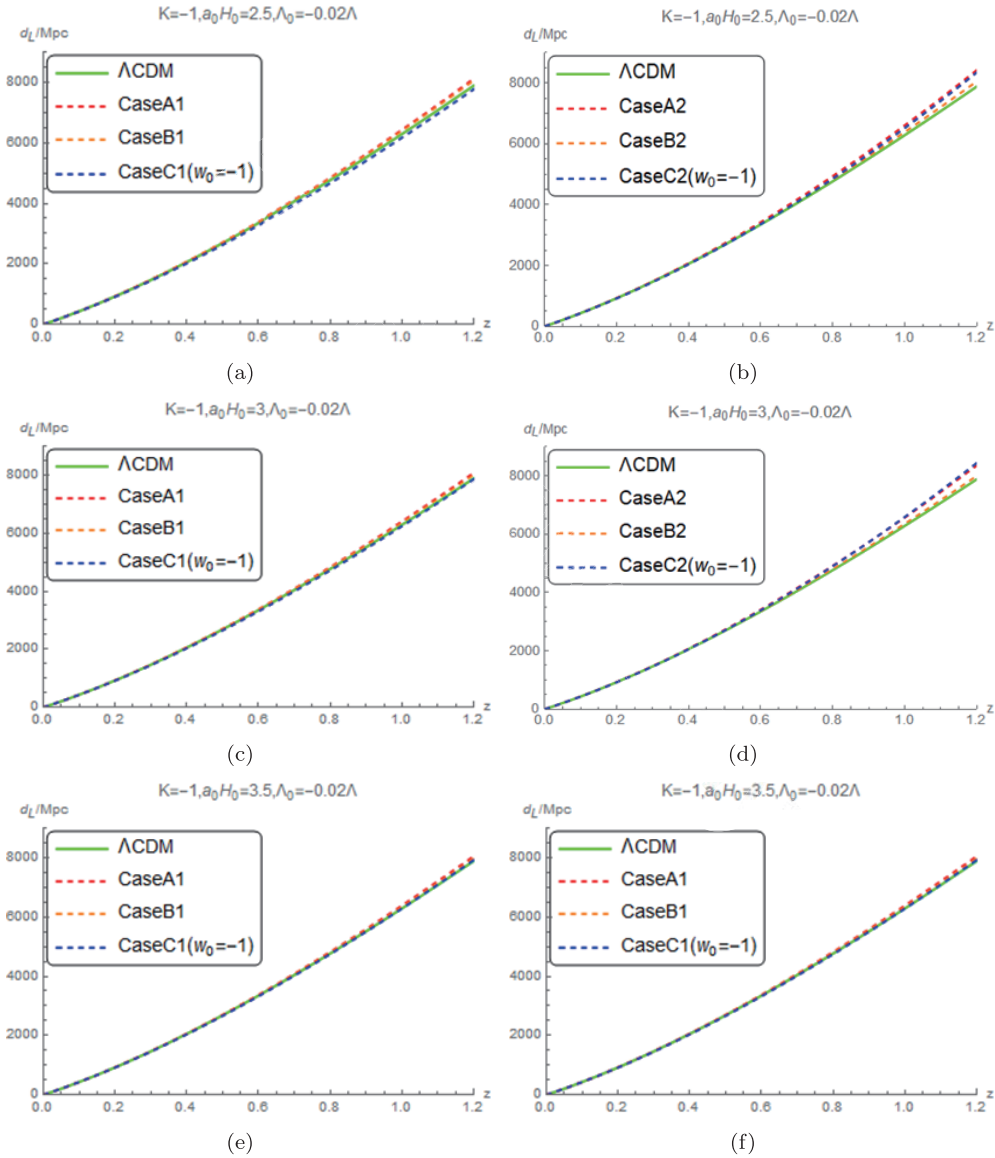 K=−1,a₀H₀=2.5,Λ₀=−0.02Λ
d_L/Mpc
8000
6000
4000
2000
0
ΛCDM
CaseA1
CaseB1
CaseC1(w₀=−1)
0.0 0.2 0.4 0.6 0.8 1.0 1.2 z
(a)
K=−1,a₀H₀=2.5,Λ₀=−0.02Λ
d_L/Mpc
8000
6000
4000
2000
0
ΛCDM
CaseA2
CaseB2
CaseC2(w₀=−1)
0.0 0.2 0.4 0.6 0.8 1.0 1.2 z
(b)
K=−1,a₀H₀=3,Λ₀=−0.02Λ
d_L/Mpc
8000
6000
4000
2000
0
ΛCDM
CaseA1
CaseB1
CaseC1(w₀=−1)
0.0 0.2 0.4 0.6 0.8 1.0 1.2 z
(c)
K=−1,a₀H₀=3,Λ₀=−0.02Λ
d_L/Mpc
8000
6000
4000
2000
0
ΛCDM
CaseA2
CaseB2
CaseC2(w₀=−1)
0.0 0.2 0.4 0.6 0.8 1.0 1.2 z
(d)
K=−1,a₀H₀=3.5,Λ₀=−0.02Λ
d_L/Mpc
8000
6000
4000
2000
0
ΛCDM
CaseA1
CaseB1
CaseC1(w₀=−1)
0.0 0.2 0.4 0.6 0.8 1.0 1.2 z
(e)
K=−1,a₀H₀=3.5,Λ₀=−0.02Λ
d_L/Mpc
8000
6000
4000
2000
0
ΛCDM
CaseA1
CaseB1
CaseC1(w₀=−1)
0.0 0.2 0.4 0.6 0.8 1.0 1.2 z
(f)